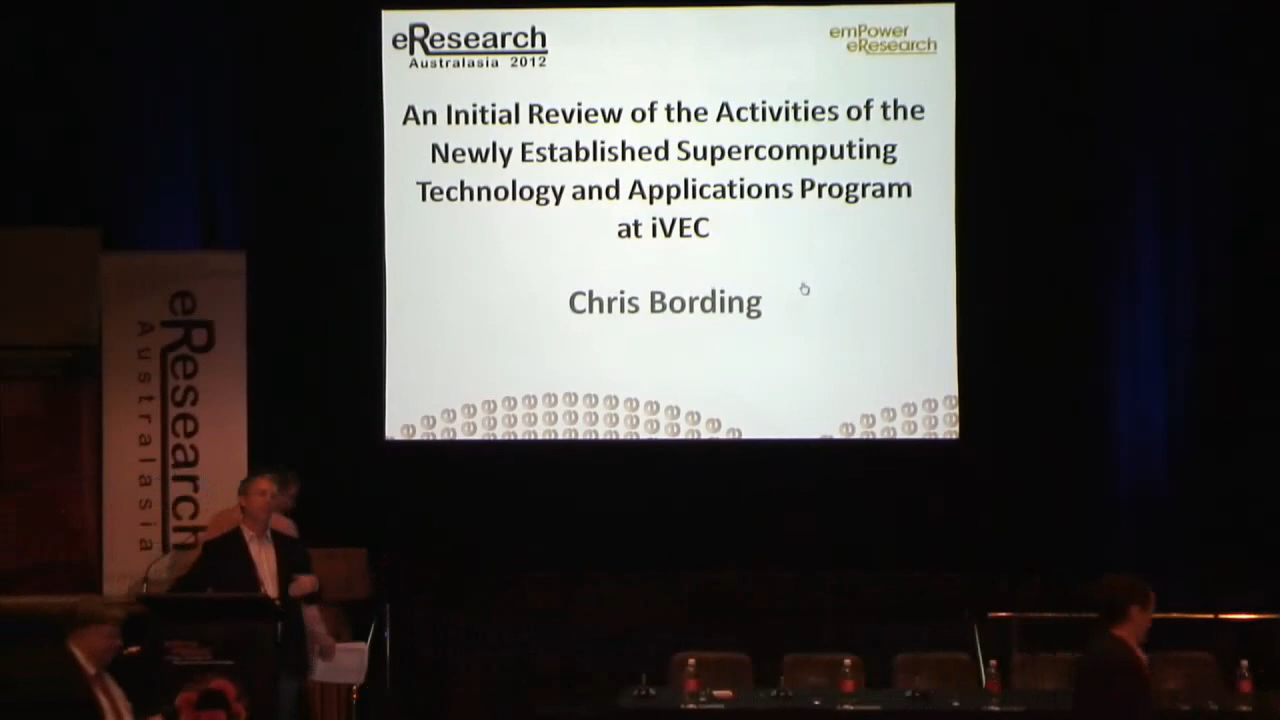 eResearch
Australasia 2012
emPower
eResearch
An Initial Review of the Activities of the
Newly Established Supercomputing
Technology and Applications Program
at iVEC
Chris Bording
eResearch
Australasia